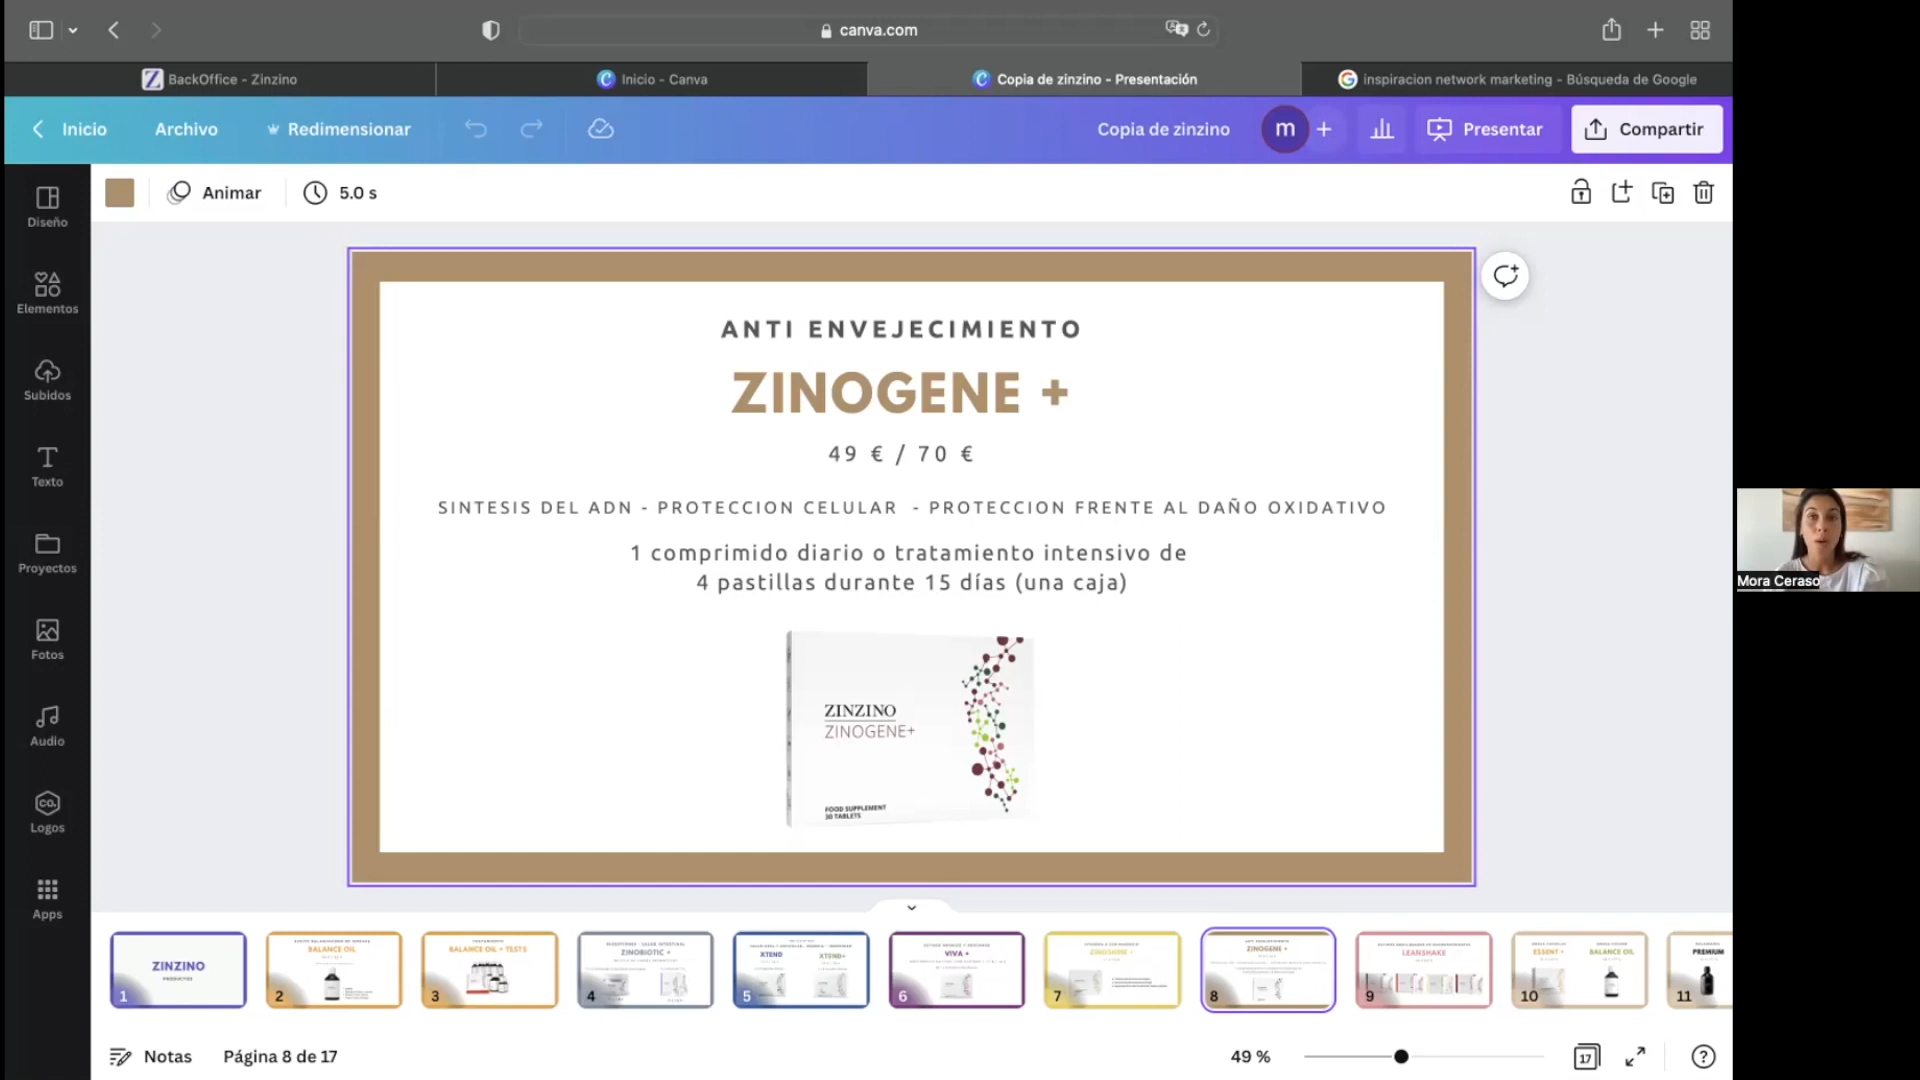 canva.com
BackOffice - Zinzino
Inicio - Canva
Copia de zinzino - Presentación
inspiracion network marketing - Búsqueda de Google
Inicio
Archivo
Redimensionar
Copia de zinzino
m
Presentar
Compartir
Animar
5.0 s
Diseño
Elementos
Subidos
Texto
Proyectos
Fotos
Audio
CO.
Logos
Apps
ANTI ENVEJECIMIENTO
ZINOGENE +
49 € / 70 €
SINTESIS DEL ADN - PROTECCION CELULAR - PROTECCION FRENTE AL DAÑO OXIDATIVO
1 comprimido diario o tratamiento intensivo de
4 pastillas durante 15 días (una caja)
ZINZINO
ZINOGENE+
FOOD SUPPLEMENT
30 TABLETS
Mora Ceraso
ZINZINO
PRODUCTOS
1
BALANCE OIL
2
BALANCE OIL + TESTS
3
ZINOBIOTIC +
4
XTEND
XTEND+
5
VIVA +
6
7
ZINOGENE +
8
LEANSHAKE
9
ESSENT +
BALANCE OIL
10
PREMIUM
11
Notas
Página 8 de 17
49 %
17